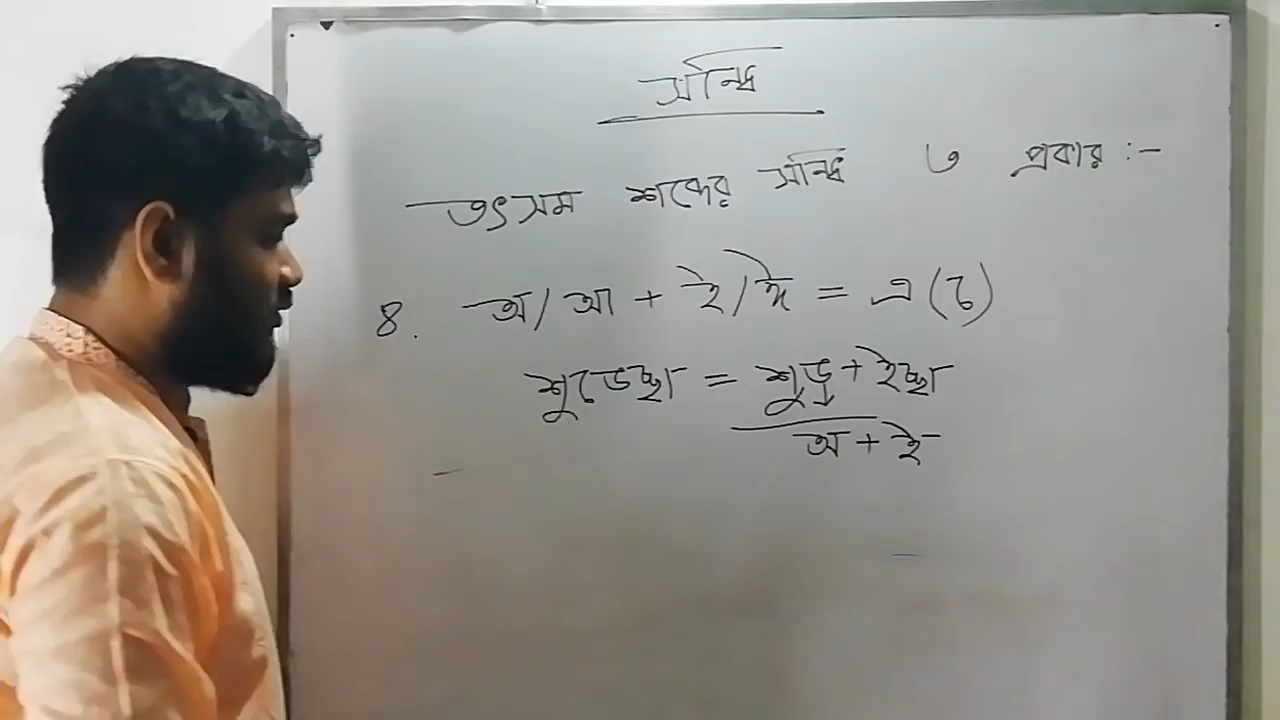 সন্ধি
তৎসম শব্দের সন্ধি ৩ প্রকার :-
৪. অ/আ + ই/ঈ = এ (ে)
শুভেচ্ছা = শুভ + ইচ্ছা
অ + ই